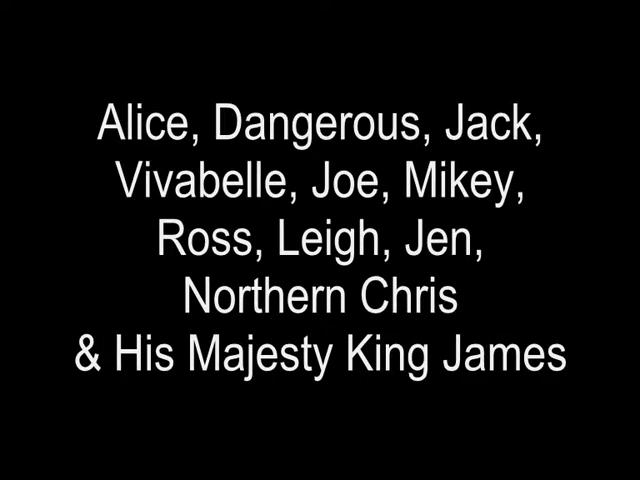 Alice, Dangerous, Jack,
Vivabelle, Joe, Mikey,
Ross, Leigh, Jen,
Northern Chris
& His Majesty King James